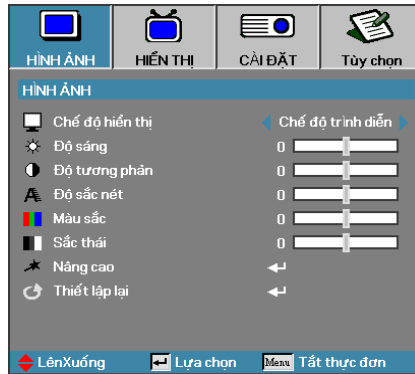 HÌNH ẢNH HIỂN THỊ CÀI ĐẶT Tùy chọn
HÌNH ẢNH
Chế độ hiển thị Chế độ trình diễn
Độ sáng 0
Độ tương phản 0
Độ sắc nét 0
Màu sắc 0
Sắc thái 0
Nâng cao
Thiết lập lại
LênXuống Lựa chọn Menu Tắt thực đơn